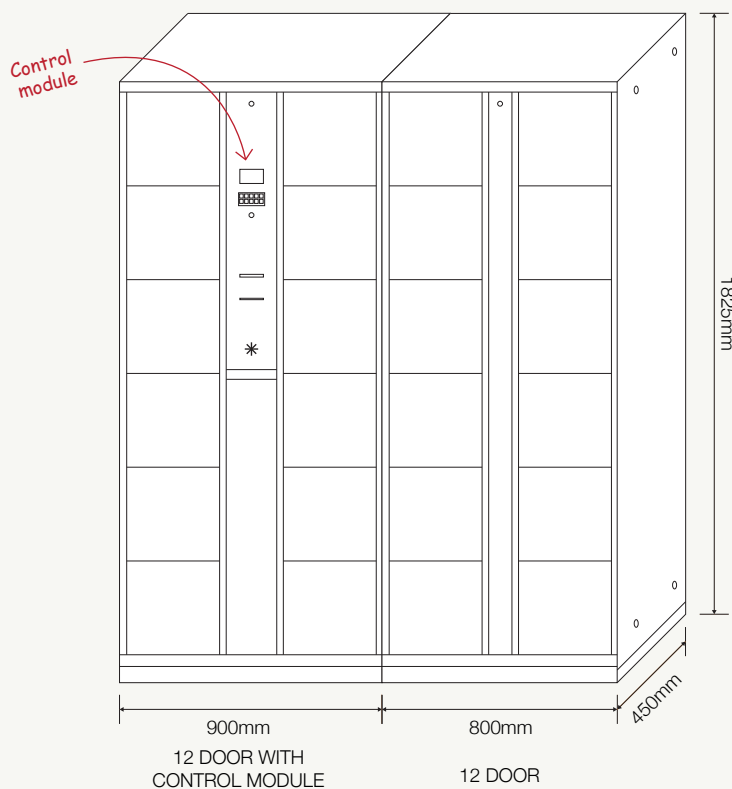 Control
module
1825mm
450mm
900mm
800mm
12 DOOR WITH
CONTROL MODULE
12 DOOR